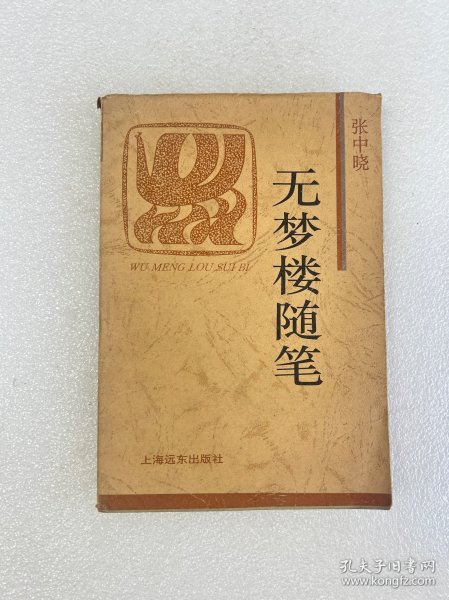 张中晓
无梦楼随笔
WU MENG LOU SUI BI
上海远东出版社
孔夫子旧书网
www.kongfz.com